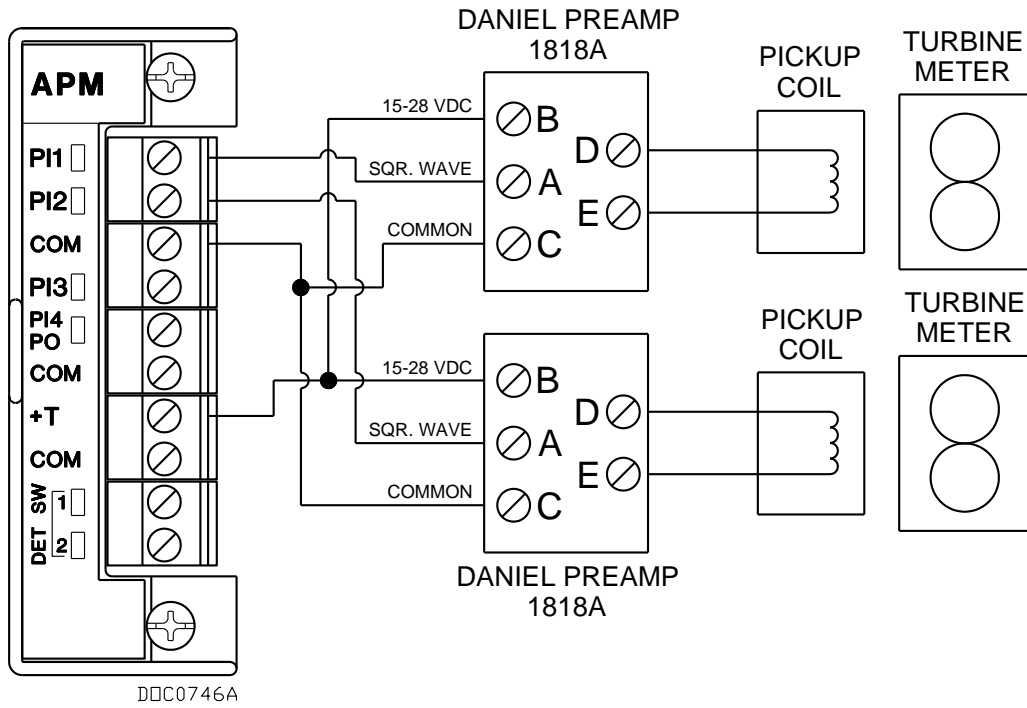 APM
PI1
PI2
COM
PI3
PI4
PO
COM
+T
COM
DET SW
1
2
DOC0746A
DANIEL PREAMP
1818A
15-28 VDC
SQR. WAVE
COMMON
B
A
C
D
E
PICKUP
COIL
TURBINE
METER
15-28 VDC
SQR. WAVE
COMMON
B
A
C
D
E
DANIEL PREAMP
1818A
PICKUP
COIL
TURBINE
METER